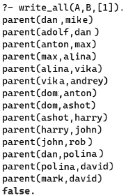 ?- write_all(A,B,[1]).
parent(dan,mike)
parent(adolf,dan )
parent(anton,max)
parent(max,alina)
parent(alina,vika)
parent(vika,andrey)
parent(dom,anton)
parent(dom,ashot)
parent(ashot,harry)
parent(harry,john)
parent(john,rob)
parent(dan,polina)
parent(polina,david)
parent(mark,david)
false.